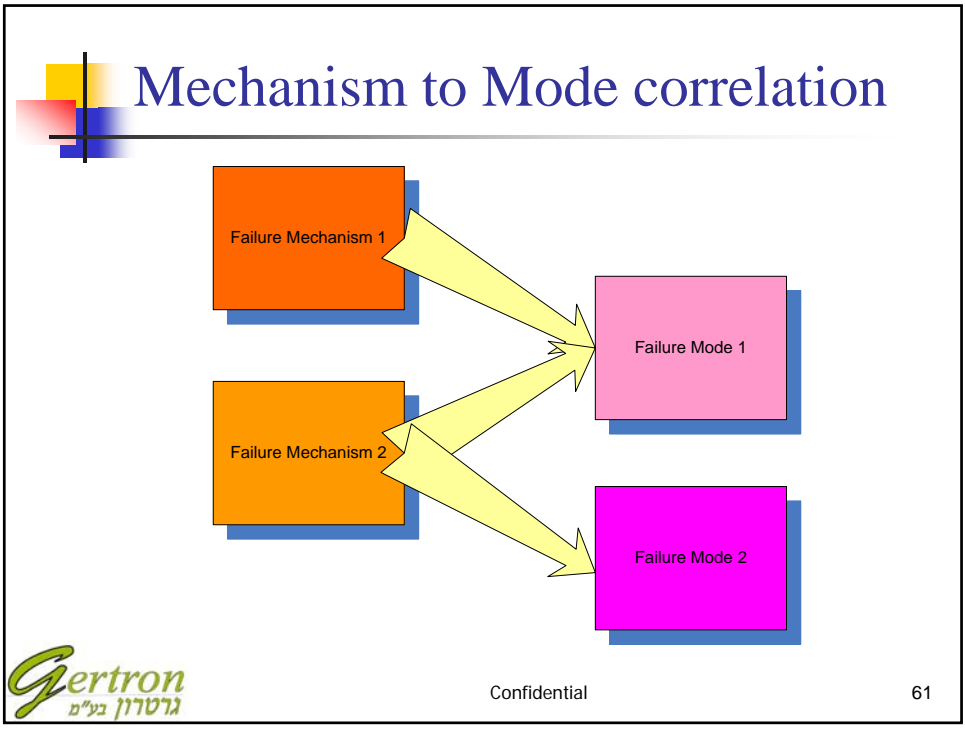 Mechanism to Mode correlation
Failure Mechanism 1
Failure Mode 1
Failure Mechanism 2
Failure Mode 2
Gertron
גרטרון בע"מ
Confidential
61